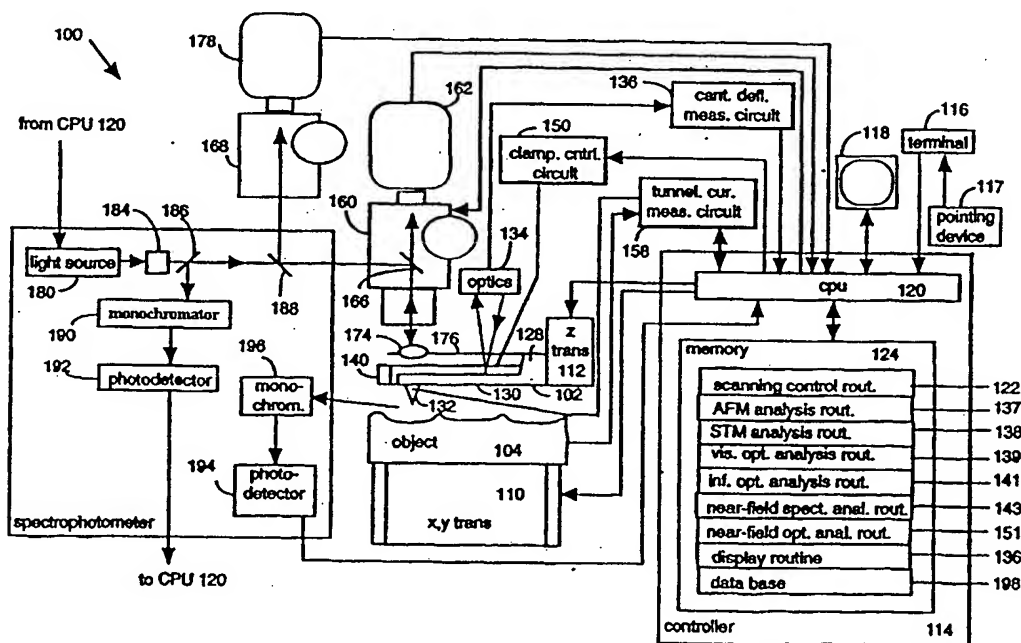 100
178
162
136
cant. defl.
meas. circuit
from CPU 120
168
150
clamp. cntrl.
circuit
118
116
terminal
184
186
160
134
optics
tunnel. cur.
meas. circuit
158
117
pointing
device
light source
180
188
166
cpu
120
190
monochromator
174
176
128
z
trans
112
memory
124
192
photodetector
196
mono-
chrom.
140
132
130
102
scanning control rout.
122
AFM analysis rout.
137
object
104
STM analysis rout.
138
vis. opt. analysis rout.
139
194
photo-
detector
110
x,y trans
inf. opt. analysis rout.
141
near-field spect. anal. rout.
143
spectrophotometer
near-field opt. anal. rout.
151
display routine
136
to CPU 120
data base
198
controller
114